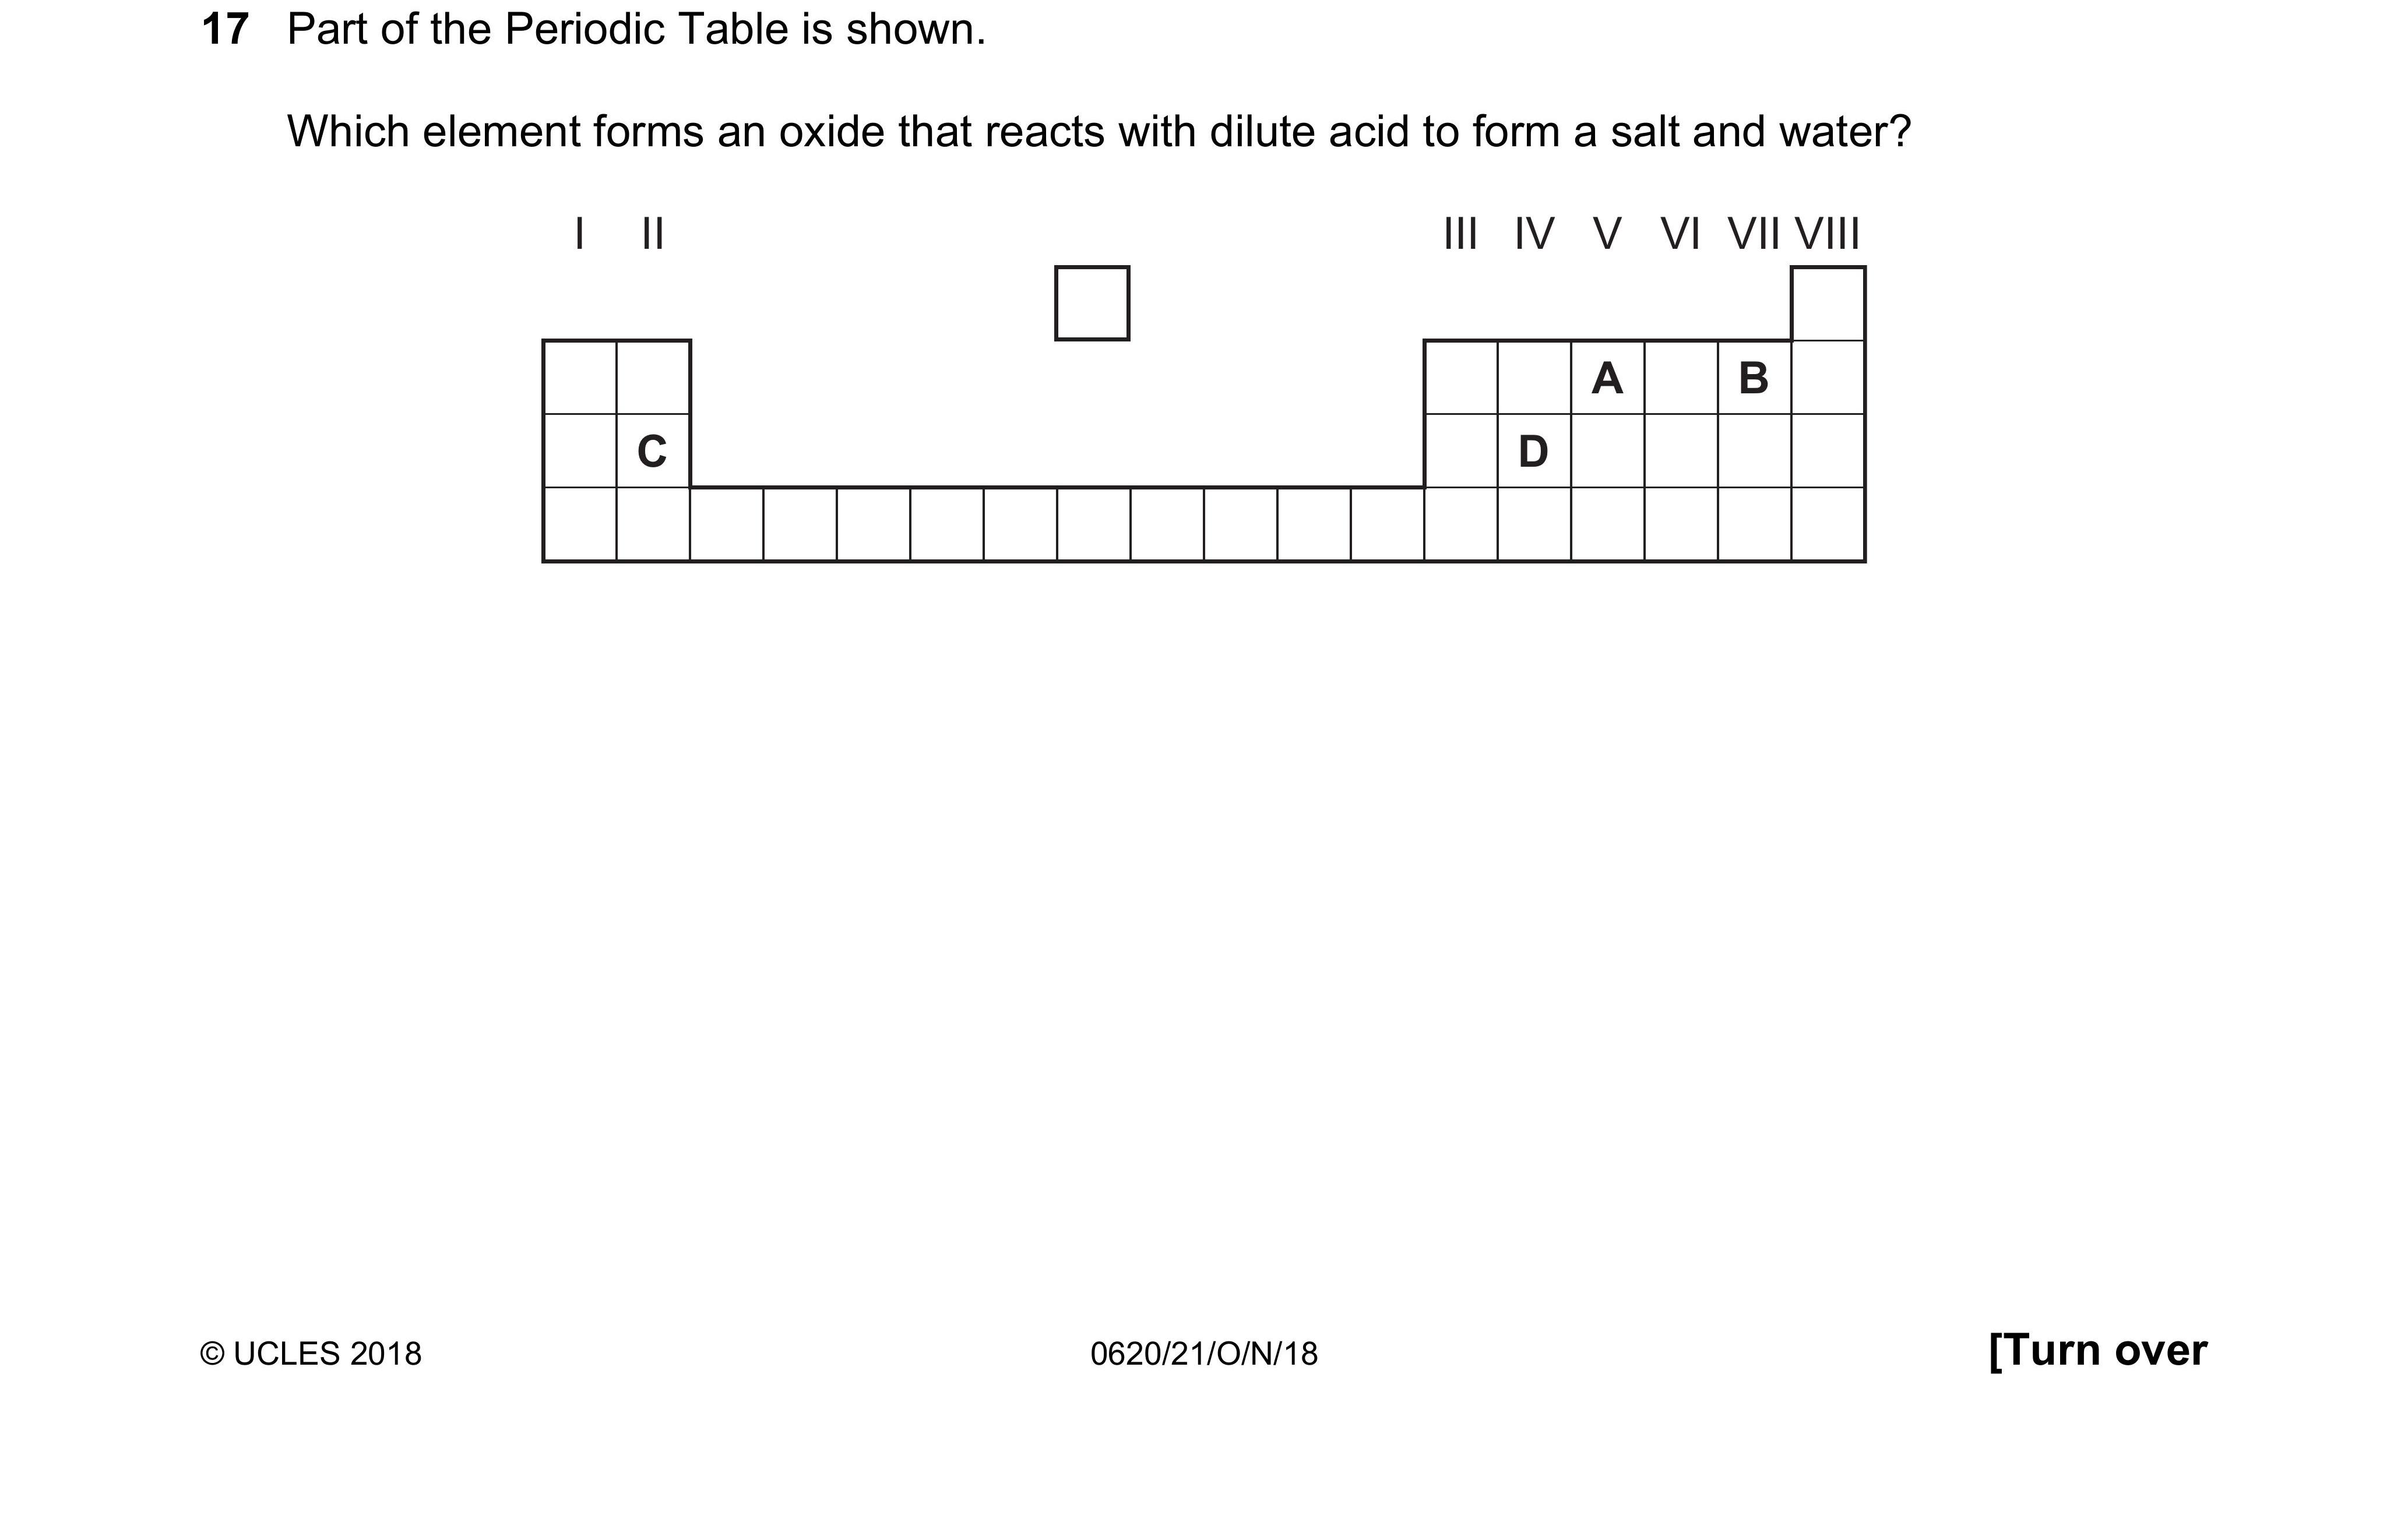 17 Part of the Periodic Table is shown.
Which element forms an oxide that reacts with dilute acid to form a salt and water?
I II III IV V VI VII VIII
A B
C D
© UCLES 2018 0620/21/O/N/18 [Turn over